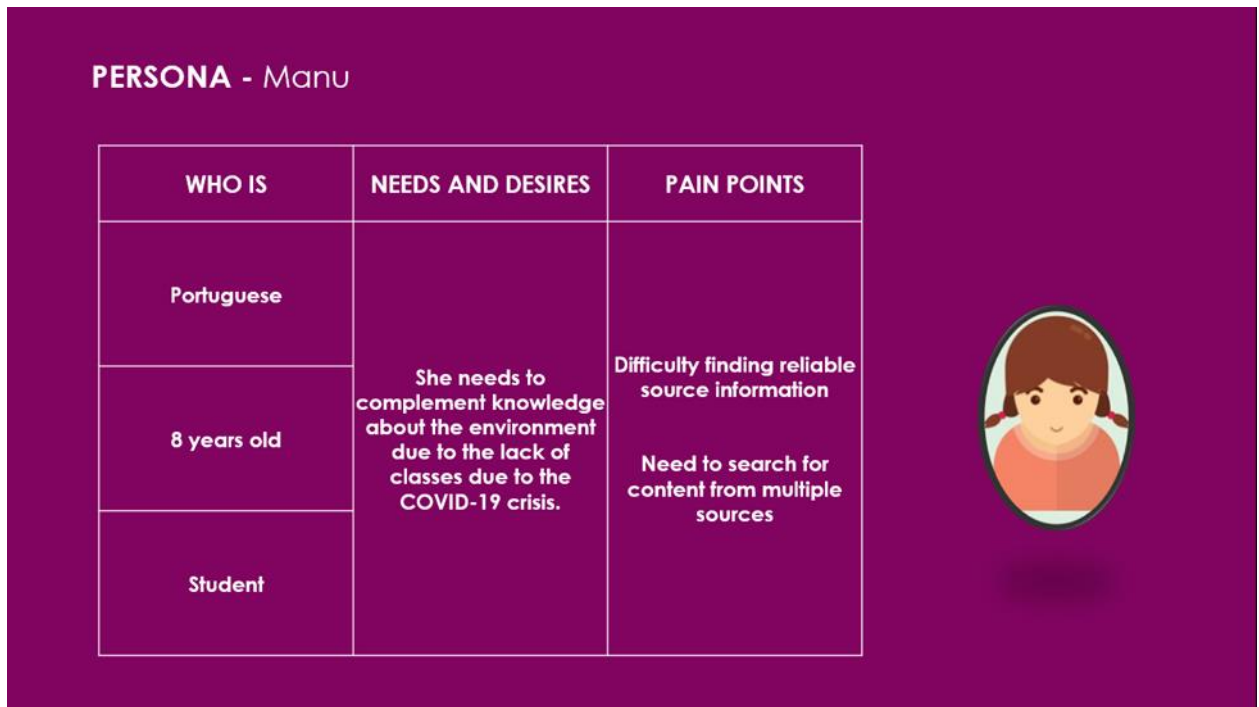 PERSONA - Manu
WHO IS
NEEDS AND DESIRES
PAIN POINTS
Portuguese
8 years old
Student
She needs to
complement knowledge
about the environment
due to the lack of
classes due to the
COVID-19 crisis.
Difficulty finding reliable
source information
Need to search for
content from multiple
sources